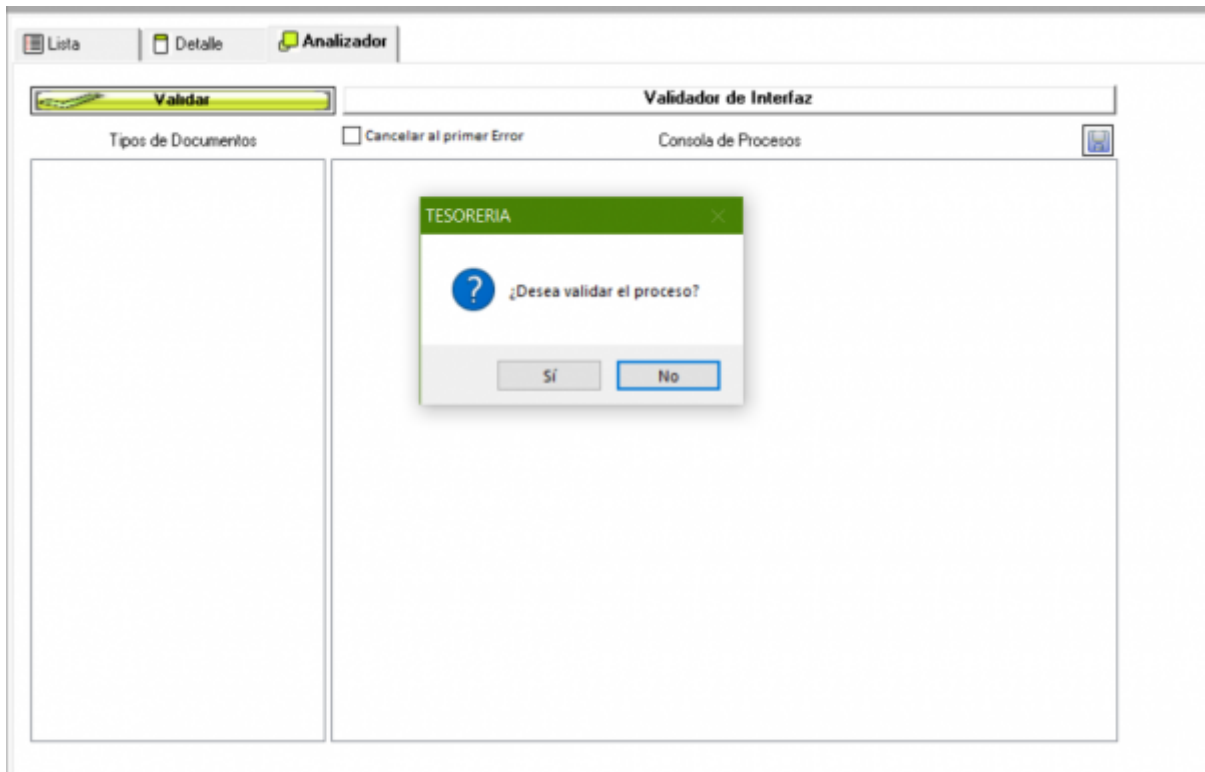 Lista Detalle Analizador
Validar Validador de Interfaz
Tipos de Documentos Cancelar al primer Error Consola de Procesos
TESORERIA
¿Desea validar el proceso?
Sí No